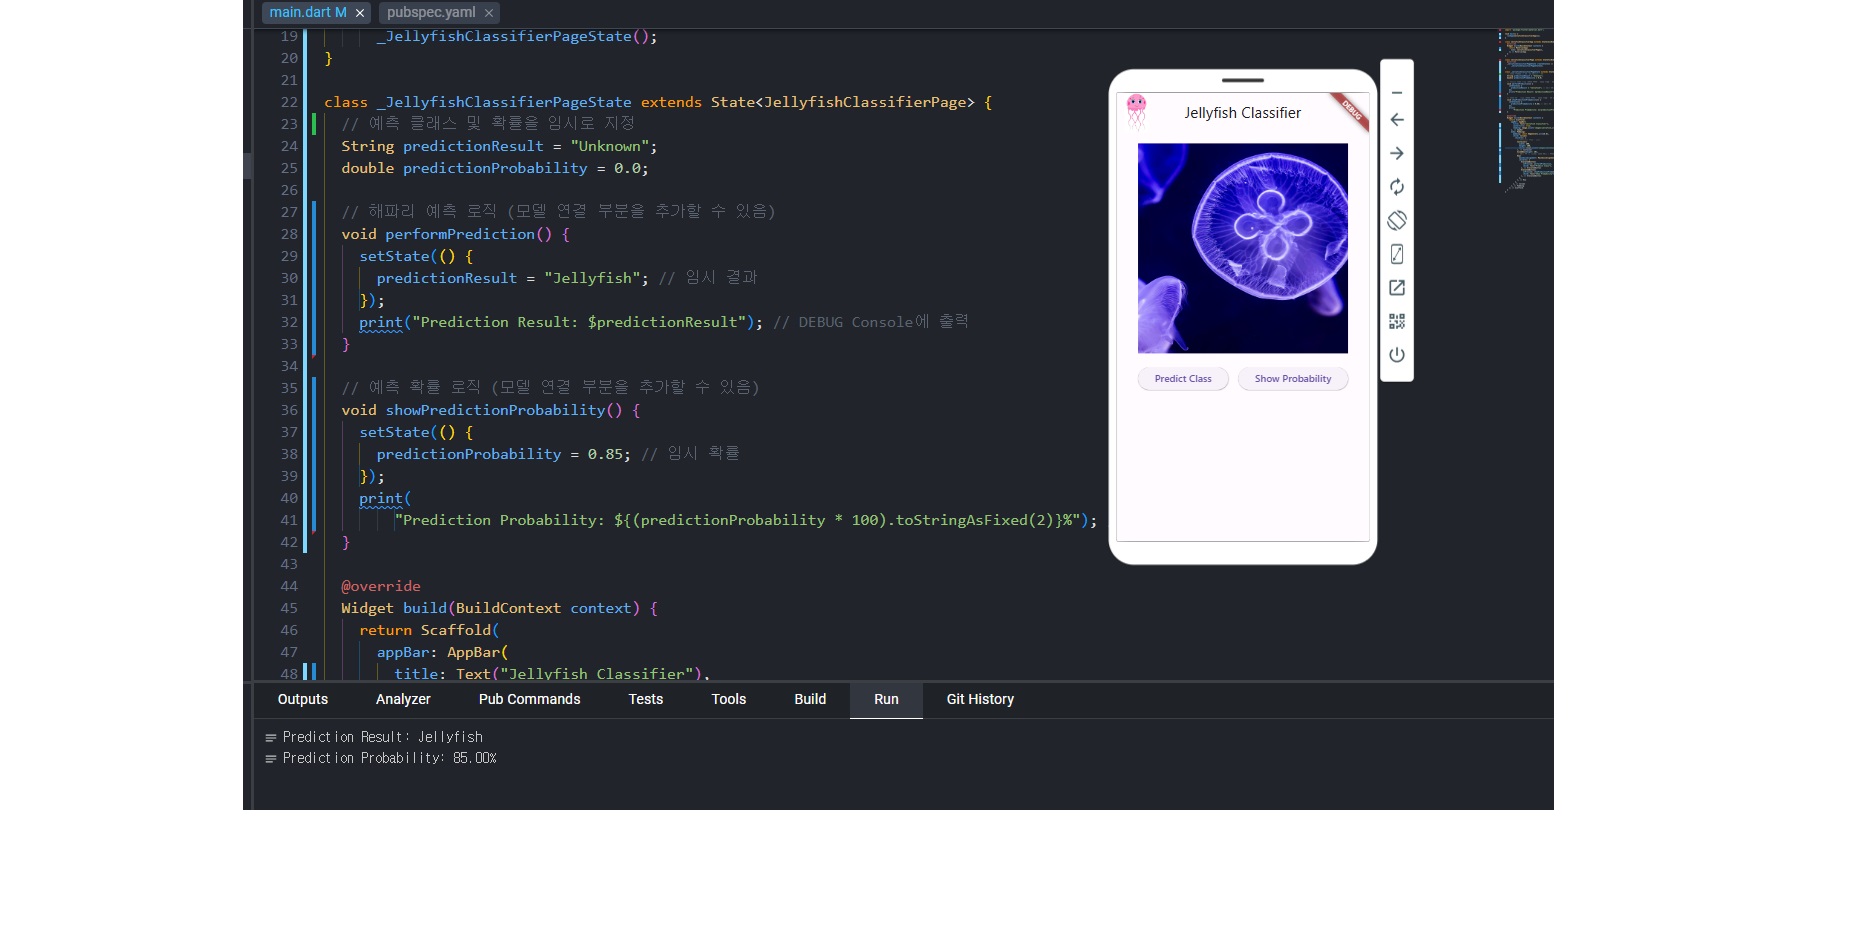 main.dart M ×
pubspec.yaml ×
19 _JellyfishClassifierPageState();
20 }
21
22 class _JellyfishClassifierPageState extends State<JellyfishClassifierPage> {
23 // 예측 클래스 및 확률을 임시로 지정
24 String predictionResult = "Unknown";
25 double predictionProbability = 0.0;
26
27 // 해파리 예측 로직 (모델 연결 부분을 추가할 수 있음)
28 void performPrediction() {
29 setState(() {
30 predictionResult = "Jellyfish"; // 임시 결과
31 });
32 print("Prediction Result: $predictionResult"); // DEBUG Console에 출력
33 }
34
35 // 예측 확률 로직 (모델 연결 부분을 추가할 수 있음)
36 void showPredictionProbability() {
37 setState(() {
38 predictionProbability = 0.85; // 임시 확률
39 });
40 print(
41 "Prediction Probability: ${(predictionProbability * 100).toStringAsFixed(2)}%");
42 }
43
44 @override
45 Widget build(BuildContext context) {
46 return Scaffold(
47 appBar: AppBar(
48 title: Text("Jellyfish Classifier"),
Jellyfish Classifier
DEBUG
Predict Class
Show Probability
Outputs Analyzer Pub Commands Tests Tools Build Run Git History
Prediction Result: Jellyfish
Prediction Probability: 85.00%